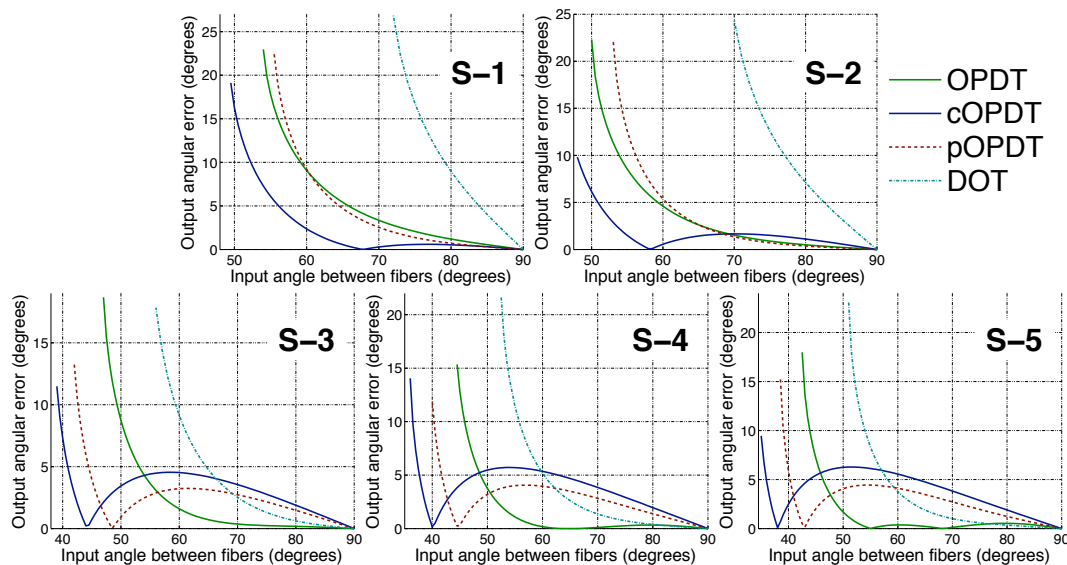 Output angular error (degrees)
25
20
15
10
5
0
50 60 70 80 90
Input angle between fibers (degrees)
S-1
Output angular error (degrees)
25
20
15
10
5
0
50 60 70 80 90
Input angle between fibers (degrees)
S-2
OPDT
cOPDT
pOPDT
DOT
Output angular error (degrees)
15
10
5
0
40 50 60 70 80 90
Input angle between fibers (degrees)
S-3
Output angular error (degrees)
20
15
10
5
0
40 50 60 70 80 90
Input angle between fibers (degrees)
S-4
Output angular error (degrees)
20
15
10
5
0
40 50 60 70 80 90
Input angle between fibers (degrees)
S-5